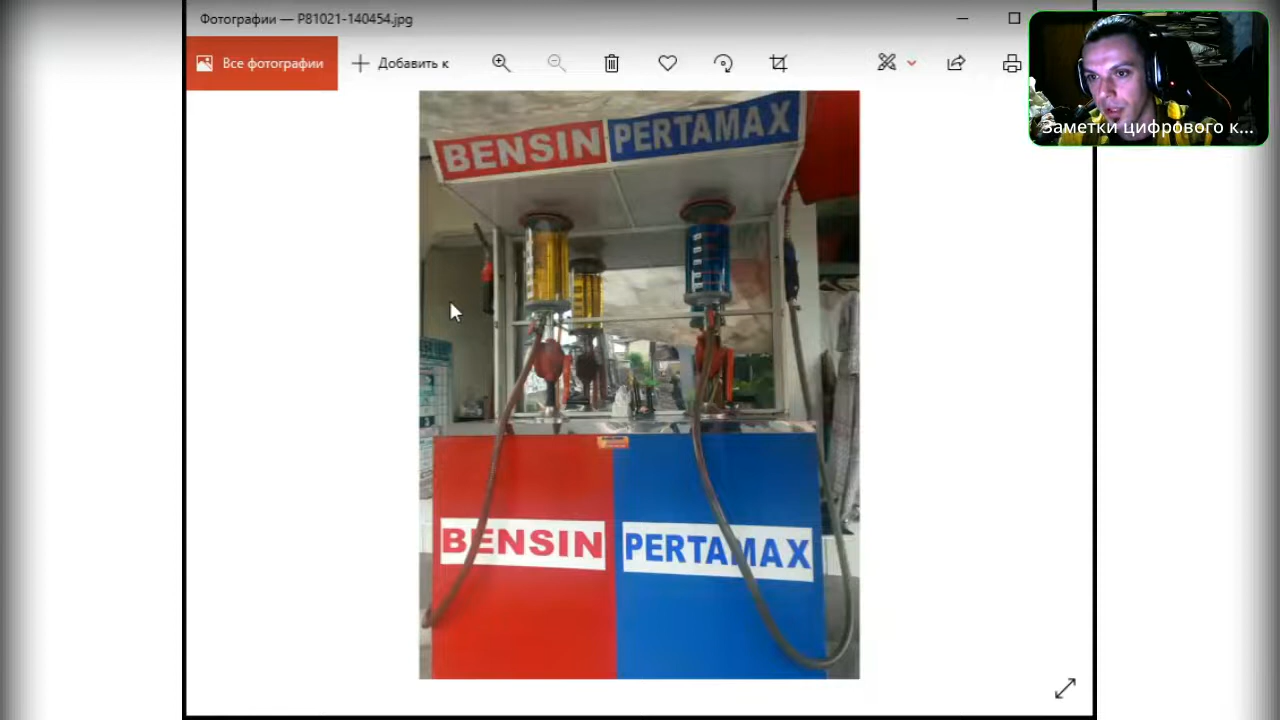 Фотографии — P81021-140454.jpg
Все фотографии
Добавить к
Заметки цифрового к...
BENSIN PERTAMAX
BENSIN PERTAMAX